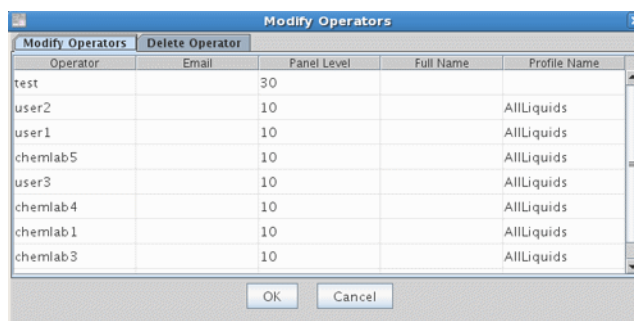 Modify Operators
Modify Operators Delete Operator
Operator Email Panel Level Full Name Profile Name
test 30
user2 10 AllLiquids
user1 10 AllLiquids
chemlab5 10 AllLiquids
user3 10 AllLiquids
chemlab4 10 AllLiquids
chemlab1 10 AllLiquids
chemlab3 10 AllLiquids
OK Cancel